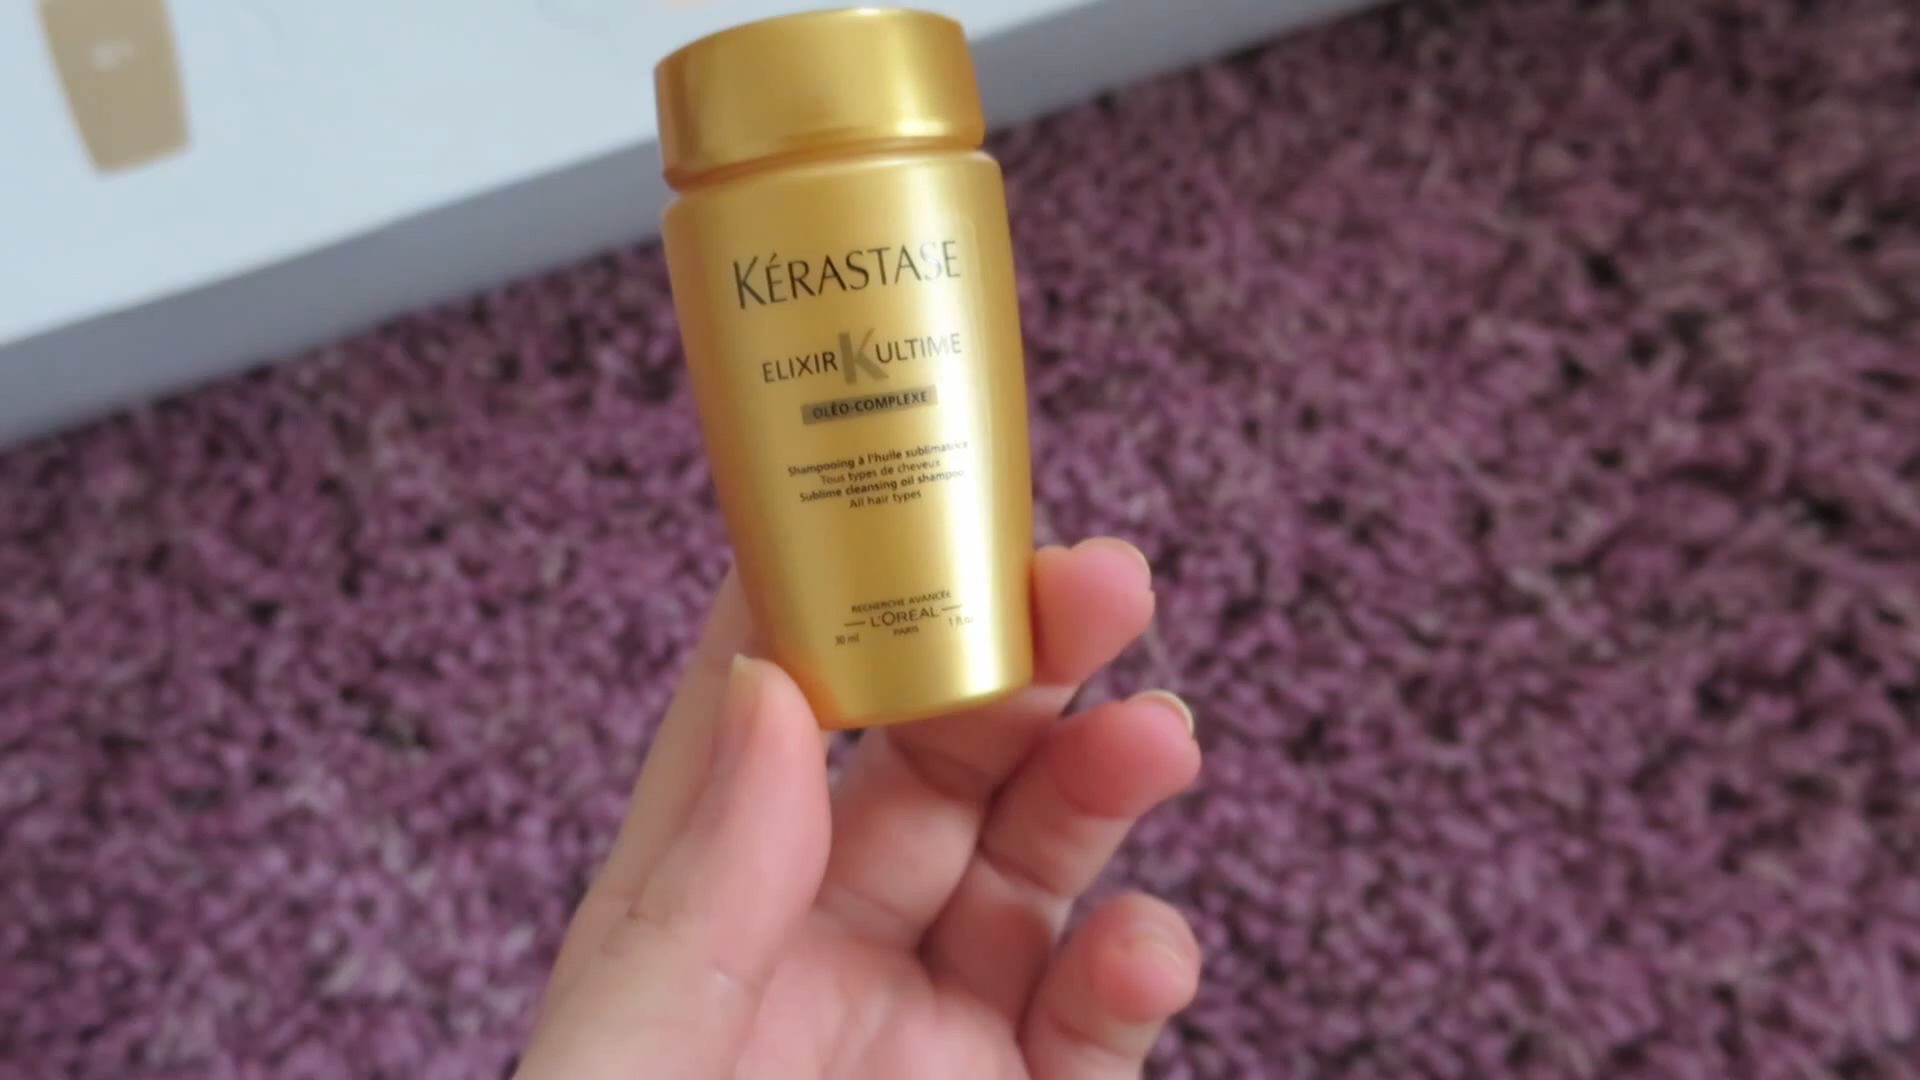 KÉRASTASE
ELIXIR K ULTIME
OLÉO-COMPLEXE
Shampooing à l'huile sublimatrice
Tous types de cheveux
Sublime cleansing oil shampoo
All hair types
RECHERCHE AVANCÉE
L'ORÉAL
PARIS
30 ml 1 fl.oz